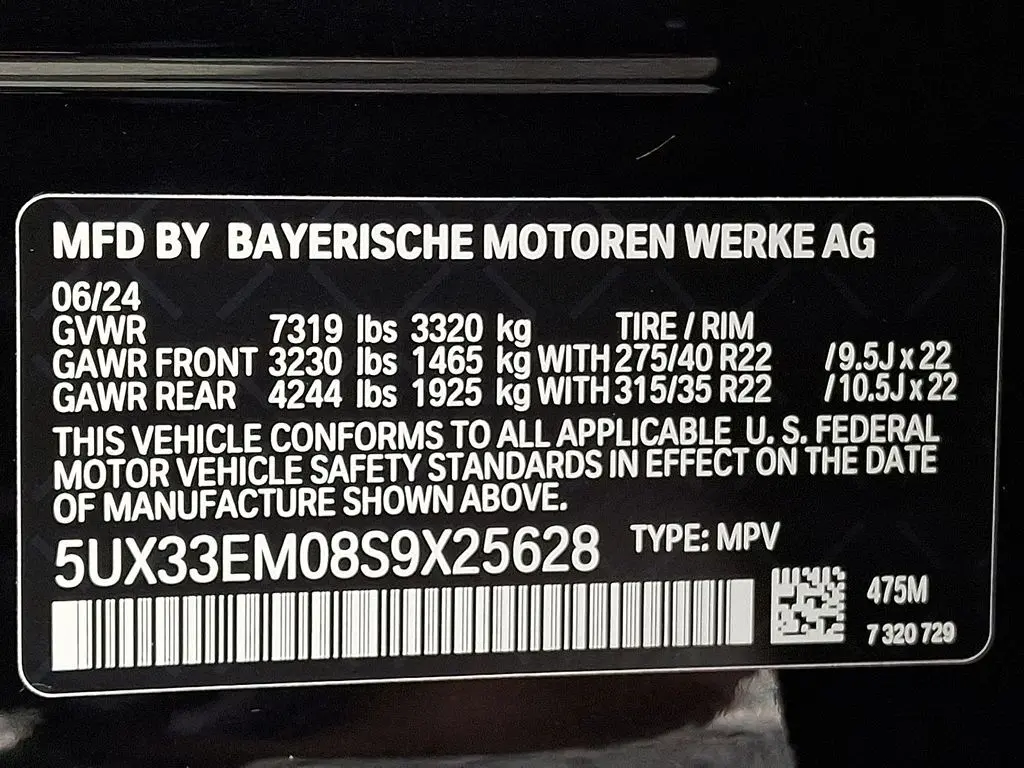 MFD BY BAYERISCHE MOTOREN WERKE AG
06/24
GVWR 7319 lbs 3320 kg TIRE / RIM
GAWR FRONT 3230 lbs 1465 kg WITH 275/40 R22 /9.5J x 22
GAWR REAR 4244 lbs 1925 kg WITH 315/35 R22 /10.5J x 22
THIS VEHICLE CONFORMS TO ALL APPLICABLE U. S. FEDERAL
MOTOR VEHICLE SAFETY STANDARDS IN EFFECT ON THE DATE
OF MANUFACTURE SHOWN ABOVE.
5UX33EM08S9X25628 TYPE: MPV
475M
7 320 729